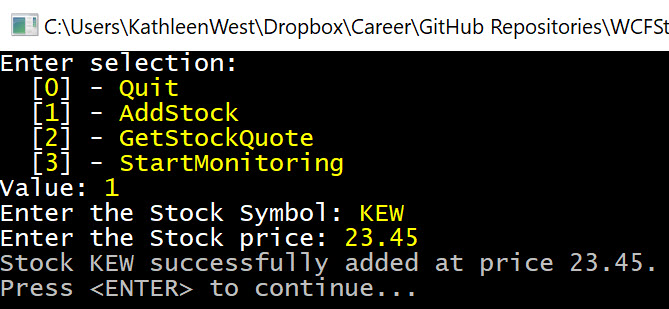 C:\Users\KathleenWest\Dropbox\Career\GitHub Repositories\WCFSt
Enter selection:
[0] - Quit
[1] - AddStock
[2] - GetStockQuote
[3] - StartMonitoring
Value: 1
Enter the Stock Symbol: KEW
Enter the Stock price: 23.45
Stock KEW successfully added at price 23.45.
Press <ENTER> to continue...